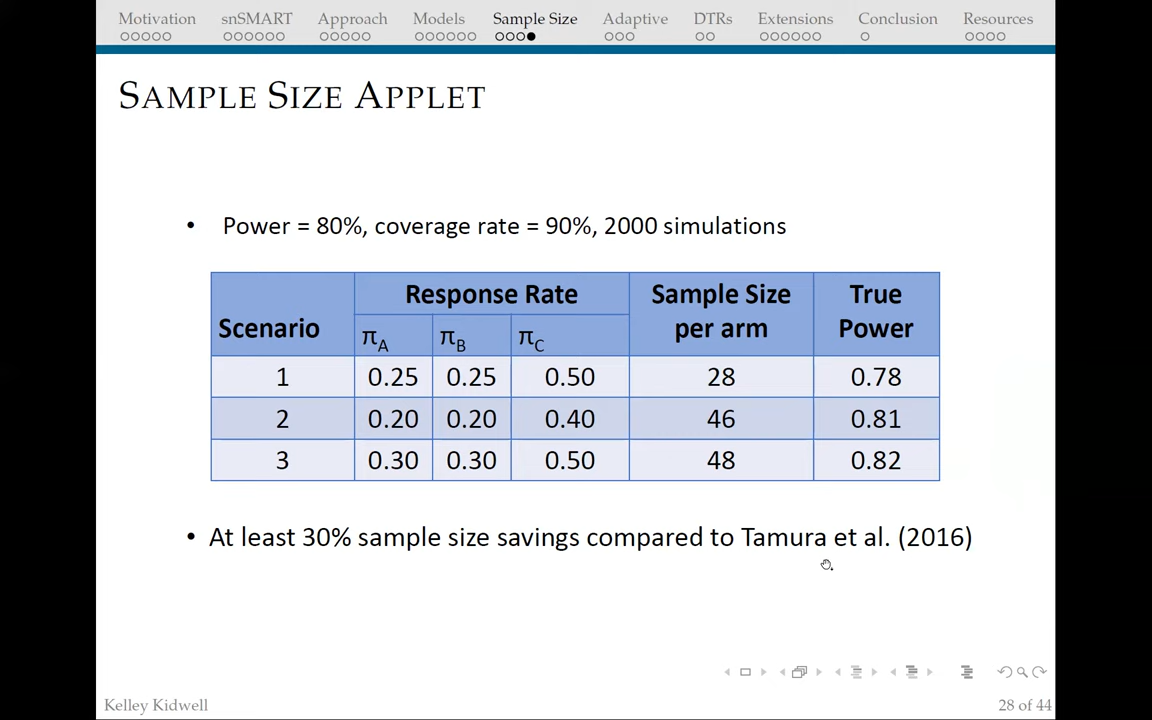 Motivation snSMART Approach Models Sample Size Adaptive DTRs Extensions Conclusion Resources
SAMPLE SIZE APPLET
• Power = 80%, coverage rate = 90%, 2000 simulations
Scenario Response Rate Sample Size per arm True Power
πA πB πC
1 0.25 0.25 0.50 28 0.78
2 0.20 0.20 0.40 46 0.81
3 0.30 0.30 0.50 48 0.82
• At least 30% sample size savings compared to Tamura et al. (2016)
Kelley Kidwell 28 of 44